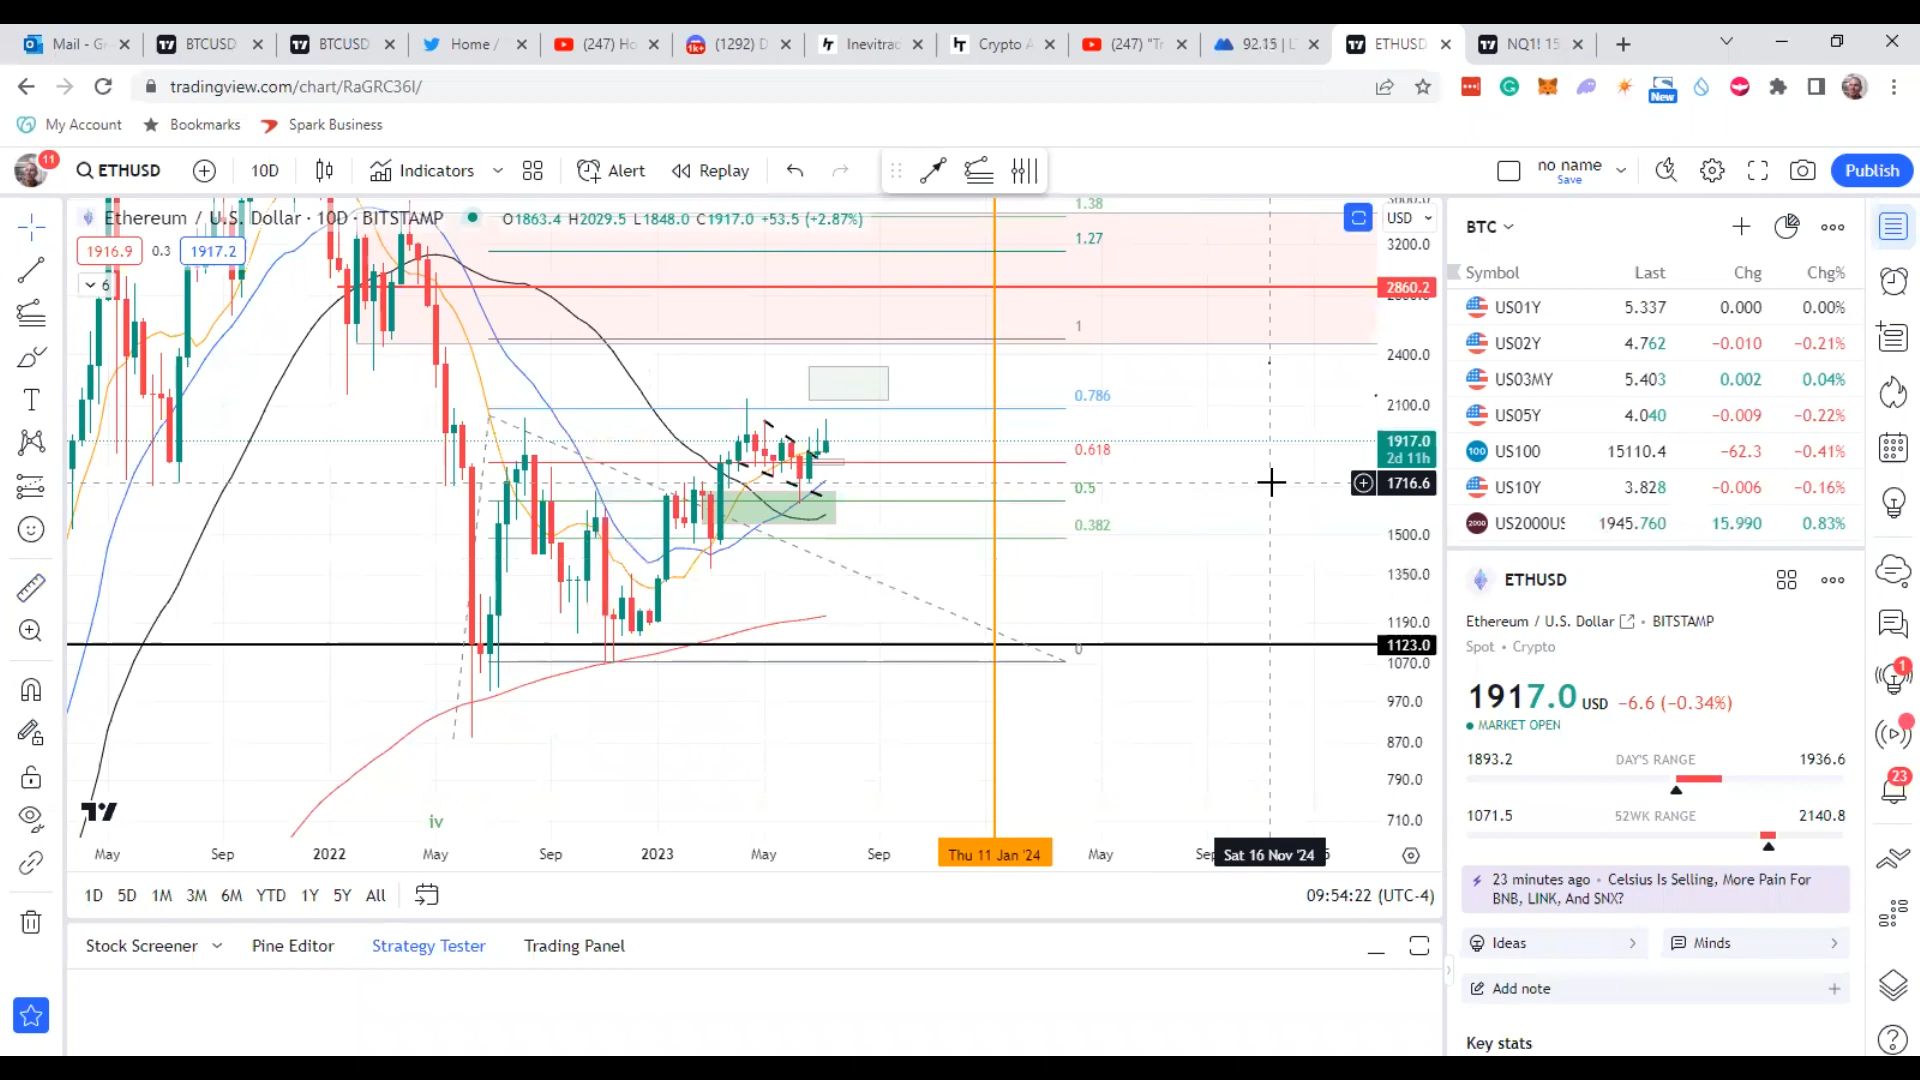 Mail - G
BTCUSD
BTCUSD
Home /
(247) Ho
(1292) D
Inevitrad
Crypto A
(247) "Tr
92.15 |
ETHUSD
NQ1! 15
tradingview.com/chart/RaGRC36I/
New
My Account
Bookmarks
Spark Business
11
ETHUSD
10D
Indicators
Alert
Replay
no name
Save
Publish
Ethereum / U.S. Dollar · 10D · BITSTAMP
O1863.4 H2029.5 L1848.0 C1917.0 +53.5 (+2.87%)
1916.9
0.3
1917.2
6
USD
3200.0
2860.2
2400.0
2100.0
1917.0
2d 11h
1716.6
1500.0
1350.0
1190.0
1123.0
1070.0
970.0
870.0
790.0
710.0
1.38
1.27
1
0.786
0.618
0.5
0.382
0
iv
May
Sep
2022
May
Sep
2023
May
Sep
Thu 11 Jan '24
May
Sep
Sat 16 Nov '24
1D
5D
1M
3M
6M
YTD
1Y
5Y
All
09:54:22 (UTC-4)
Stock Screener
Pine Editor
Strategy Tester
Trading Panel
BTC
Symbol Last Chg Chg%
US01Y 5.337 0.000 0.00%
US02Y 4.762 −0.010 −0.21%
US03MY 5.403 0.002 0.04%
US05Y 4.040 −0.009 −0.22%
100 US100 15110.4 −62.3 −0.41%
US10Y 3.828 −0.006 −0.16%
2000 US2000US 1945.760 15.990 0.83%
ETHUSD
Ethereum / U.S. Dollar • BITSTAMP
Spot • Crypto
1917.0 USD −6.6 (−0.34%)
MARKET OPEN
1893.2 DAY'S RANGE 1936.6
1071.5 52WK RANGE 2140.8
23 minutes ago • Celsius Is Selling, More Pain For
BNB, LINK, And SNX?
Ideas
Minds
Add note
Key stats
1
23